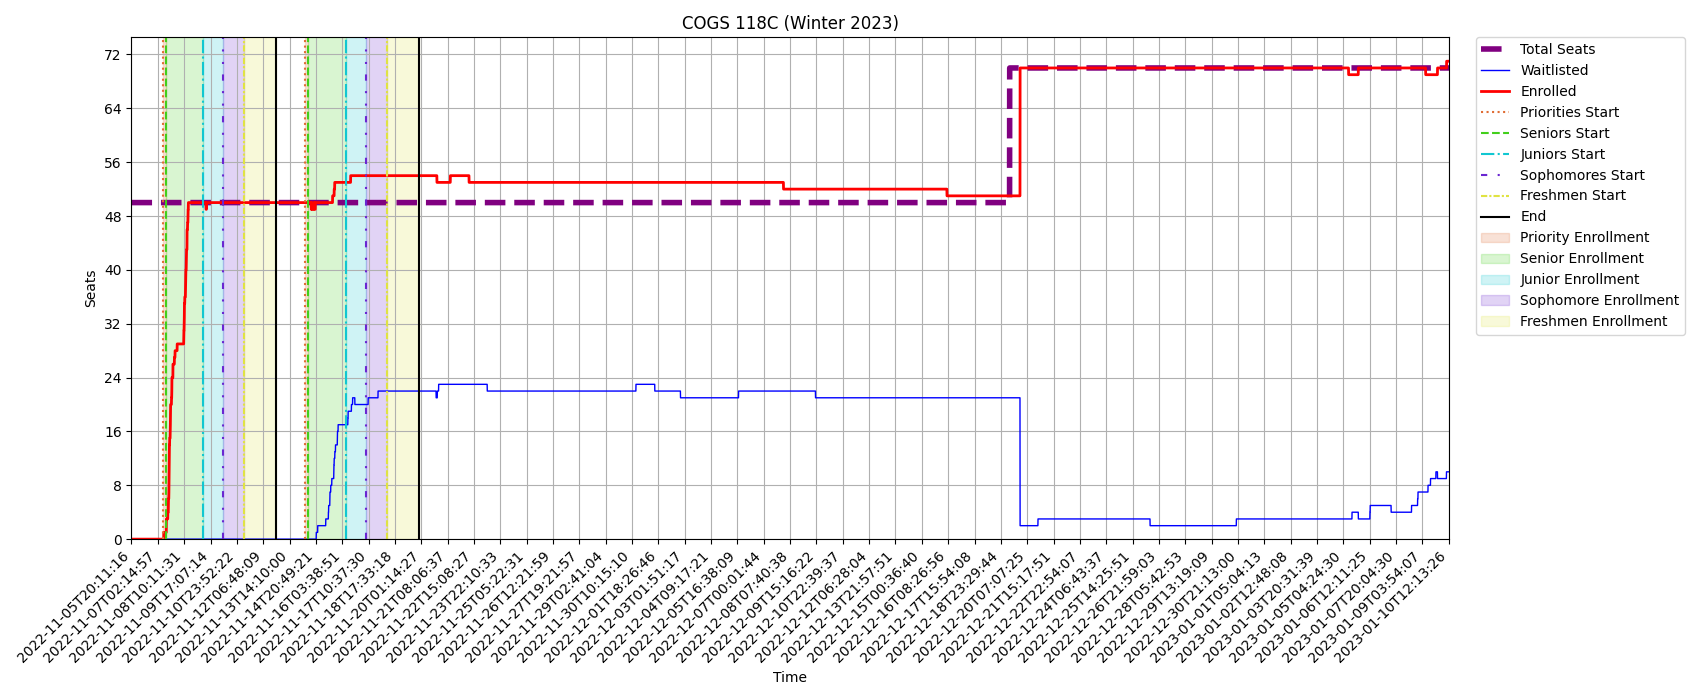 COGS 118C (Winter 2023)
72
64
56
48
40
32
24
16
8
0
Seats
2022-11-05T20:11:16
2022-11-07T02:14:57
2022-11-08T10:11:31
2022-11-09T17:07:14
2022-11-10T23:52:22
2022-11-12T06:48:09
2022-11-13T14:10:00
2022-11-14T20:49:21
2022-11-16T03:38:51
2022-11-17T10:37:30
2022-11-18T17:33:18
2022-11-20T01:14:27
2022-11-21T08:06:37
2022-11-22T15:08:27
2022-11-23T22:10:33
2022-11-25T05:22:31
2022-11-26T12:21:59
2022-11-27T19:21:57
2022-11-29T02:41:04
2022-11-30T10:15:10
2022-12-01T18:26:46
2022-12-03T01:51:17
2022-12-04T09:17:21
2022-12-05T16:38:09
2022-12-07T00:01:44
2022-12-08T07:40:38
2022-12-09T15:16:22
2022-12-10T22:39:37
2022-12-12T06:28:04
2022-12-13T21:57:51
2022-12-15T00:36:40
2022-12-16T08:26:56
2022-12-17T15:54:08
2022-12-18T23:29:44
2022-12-20T07:07:25
2022-12-21T15:17:51
2022-12-22T22:54:07
2022-12-24T06:43:37
2022-12-25T14:25:51
2022-12-26T21:59:03
2022-12-28T05:42:53
2022-12-29T13:19:09
2022-12-30T21:13:00
2023-01-01T05:04:13
2023-01-02T12:48:08
2023-01-03T20:31:39
2023-01-05T04:24:30
2023-01-06T12:11:25
2023-01-07T20:04:30
2023-01-09T03:54:07
2023-01-10T12:13:26
Time
Total Seats
Waitlisted
Enrolled
Priorities Start
Seniors Start
Juniors Start
Sophomores Start
Freshmen Start
End
Priority Enrollment
Senior Enrollment
Junior Enrollment
Sophomore Enrollment
Freshmen Enrollment